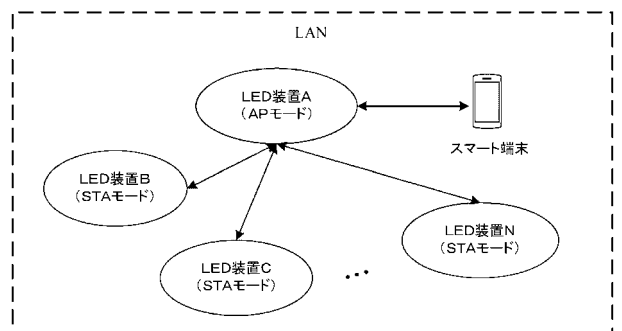 LAN
LED装置A
(APモード)
スマート端末
LED装置B
(STAモード)
LED装置N
(STAモード)
LED装置C
(STAモード)
...